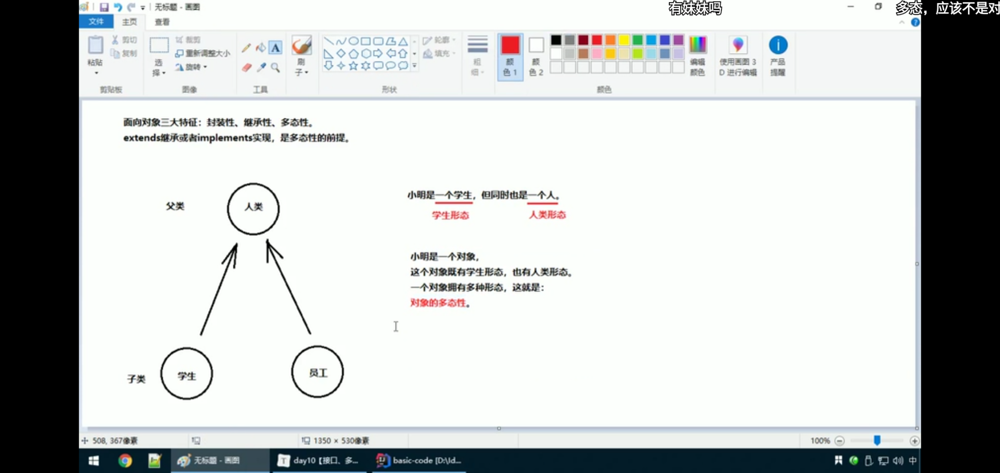 无标题 - 画图
有妹妹吗
多态，应该不是对
文件
主页
查看
粘贴
剪切
复制
剪贴板
选择
裁剪
重新调整大小
旋转
图像
A
工具
刷子
形状
轮廓
填充
粗细
颜色 1
颜色 2
颜色
编辑颜色
使用画图 3
D 进行编辑
产品提醒
面向对象三大特征：封装性、继承性、多态性。
extends继承或者implements实现，是多态性的前提。
父类
人类
小明是一个学生，但同时也是一个人。
学生形态
人类形态
小明是一个对象，
这个对象既有学生形态，也有人类形态。
一个对象拥有多种形态，这就是：
对象的多态性。
子类
学生
员工
508, 367像素
1350 × 530像素
100%
无标题 - 画图
T
day10【接口、多...
basic-code [D:\Id...
中